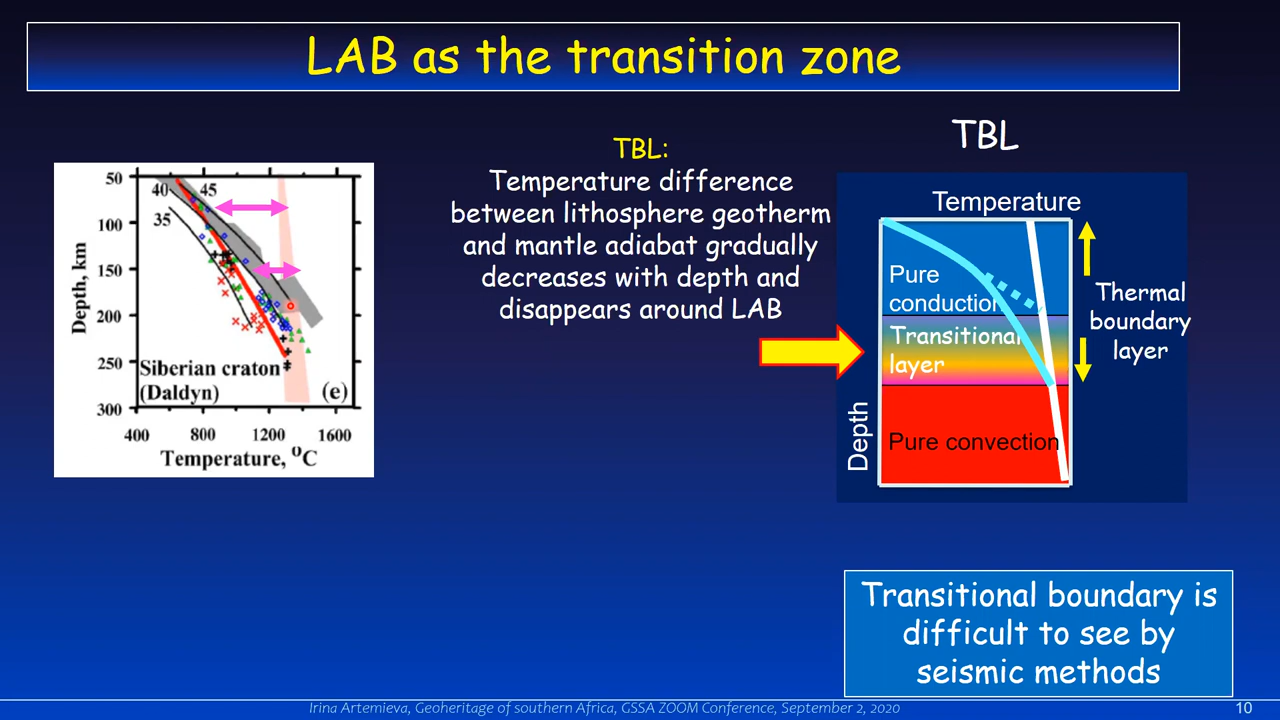 LAB as the transition zone
TBL:
Temperature difference
between lithosphere geotherm
and mantle adiabat gradually
decreases with depth and
disappears around LAB
50
100
150
200
250
300
Depth, km
40
45
35
Siberian craton
(Daldyn)
(e)
400
800
1200
1600
Temperature, °C
TBL
Temperature
Pure
conduction
Transitional
layer
Pure convection
Depth
Thermal
boundary
layer
Transitional boundary is
difficult to see by
seismic methods
Irina Artemieva, Geoheritage of southern Africa, GSSA ZOOM Conference, September 2, 2020
10